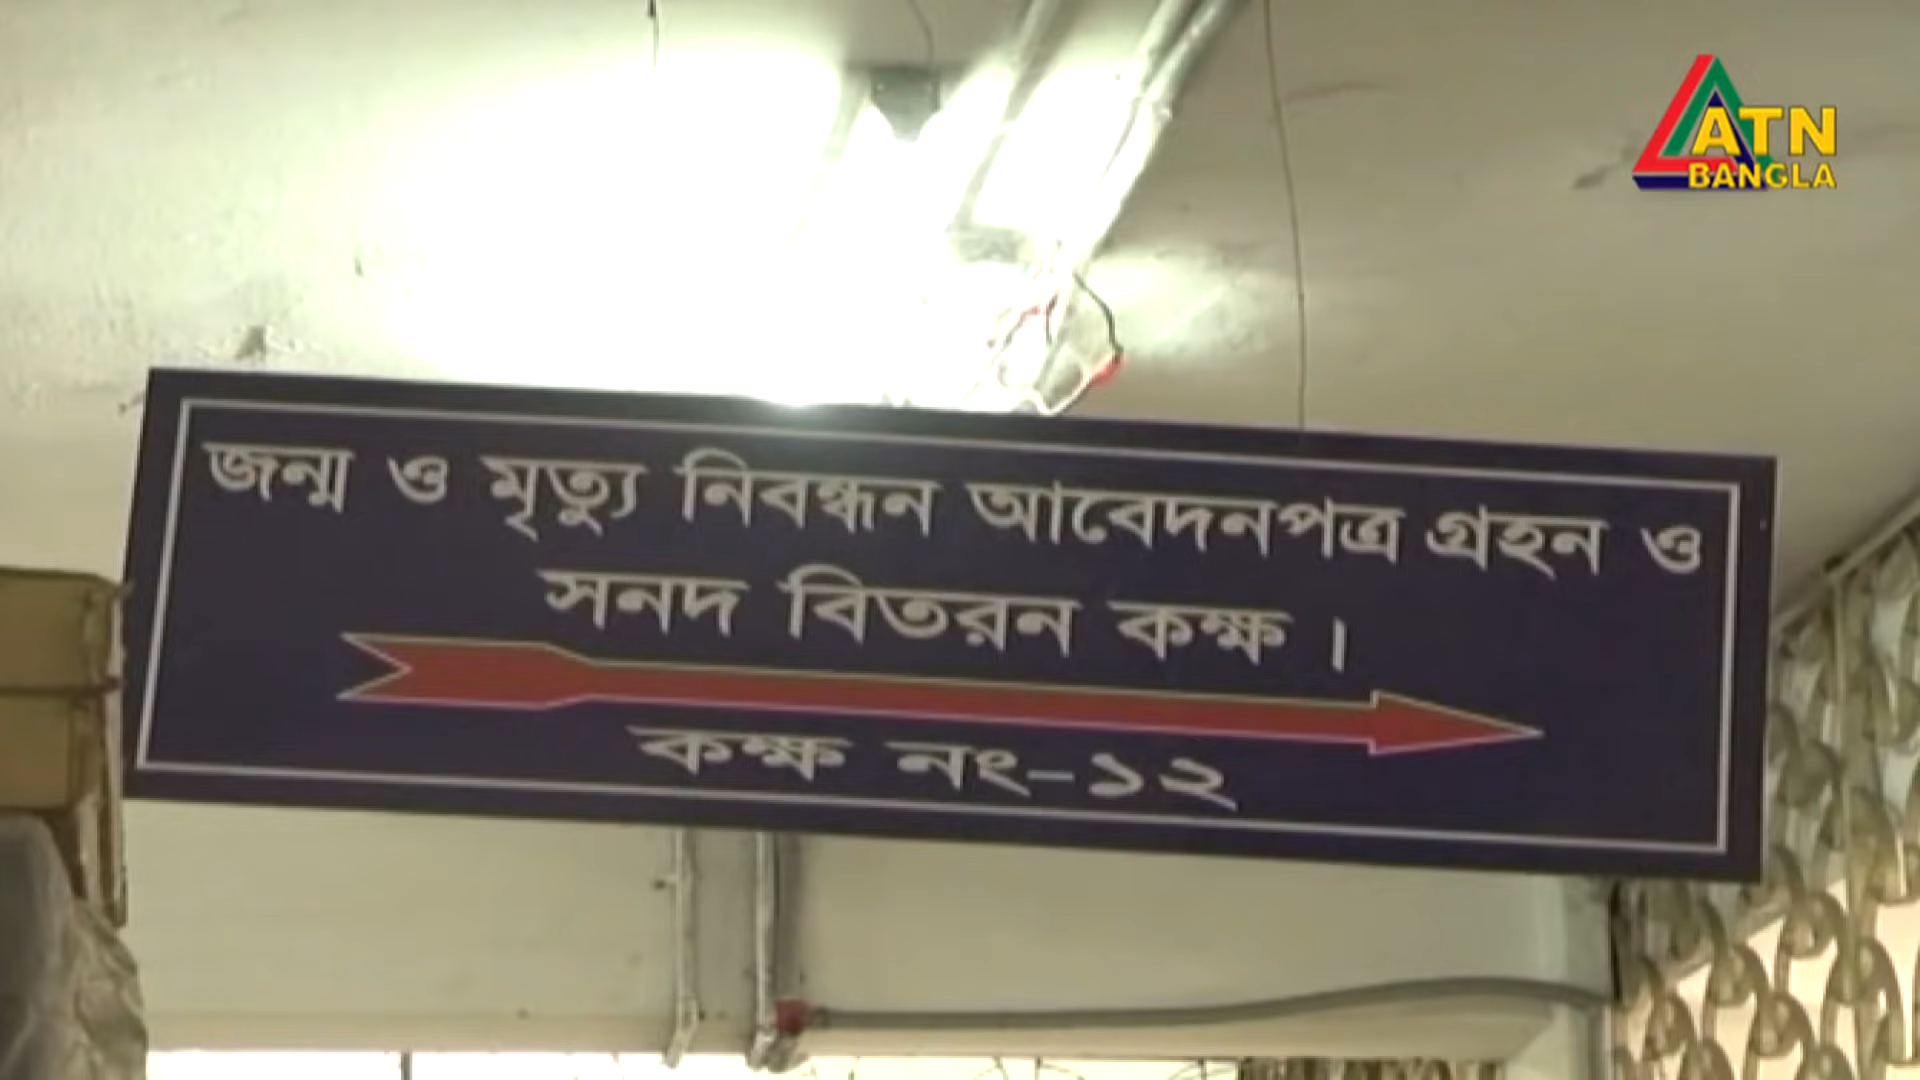 ATN
BANGLA
জন্ম ও মৃত্যু নিবন্ধন আবেদনপত্র গ্রহন ও
সনদ বিতরন কক্ষ।
কক্ষ নং-১২